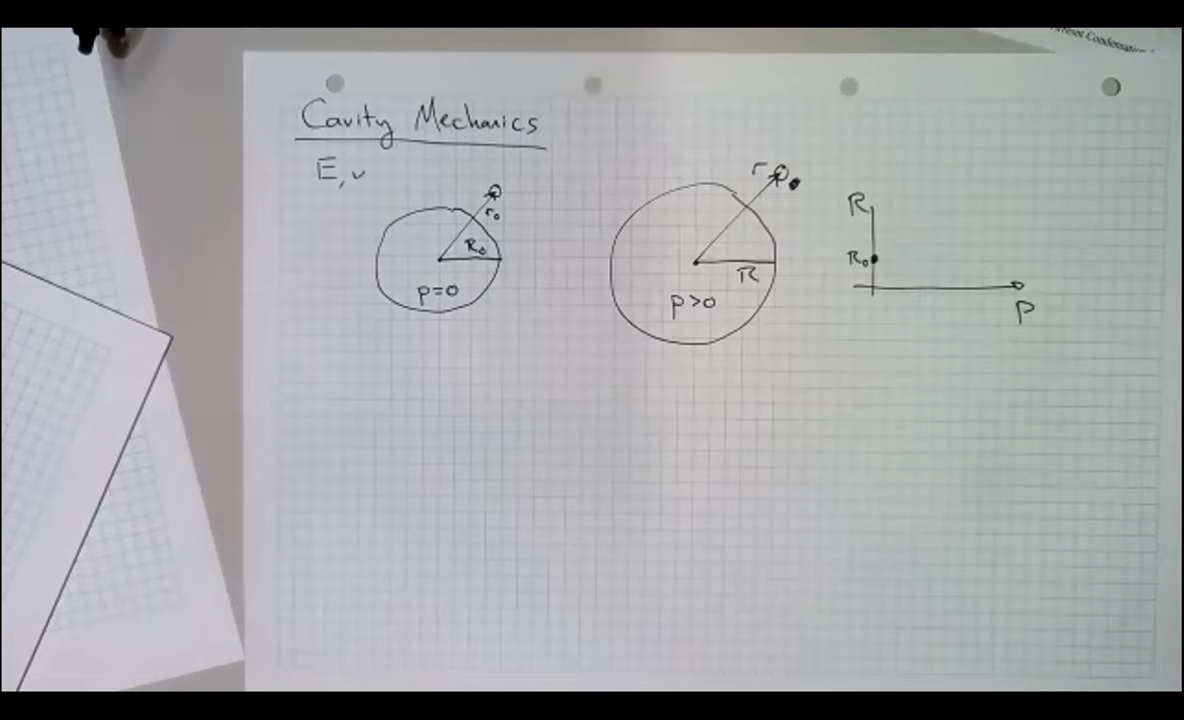 Cavity Mechanics
E, ν
r₀
R₀
p=0
r
R
p>0
R
R₀
p